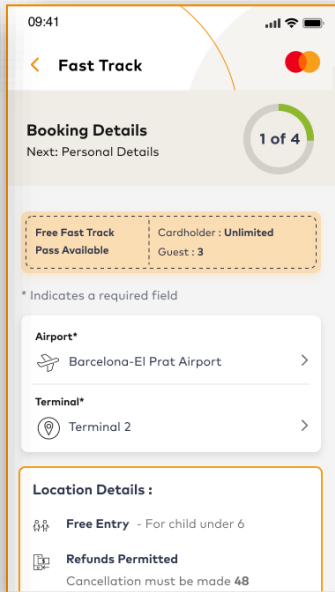 09:41
Fast Track
Booking Details
Next: Personal Details
1 of 4
Free Fast Track
Pass Available
Cardholder : Unlimited
Guest : 3
* Indicates a required field
Airport*
Barcelona-El Prat Airport
Terminal*
Terminal 2
Location Details :
Free Entry - For child under 6
Refunds Permitted
Cancellation must be made 48